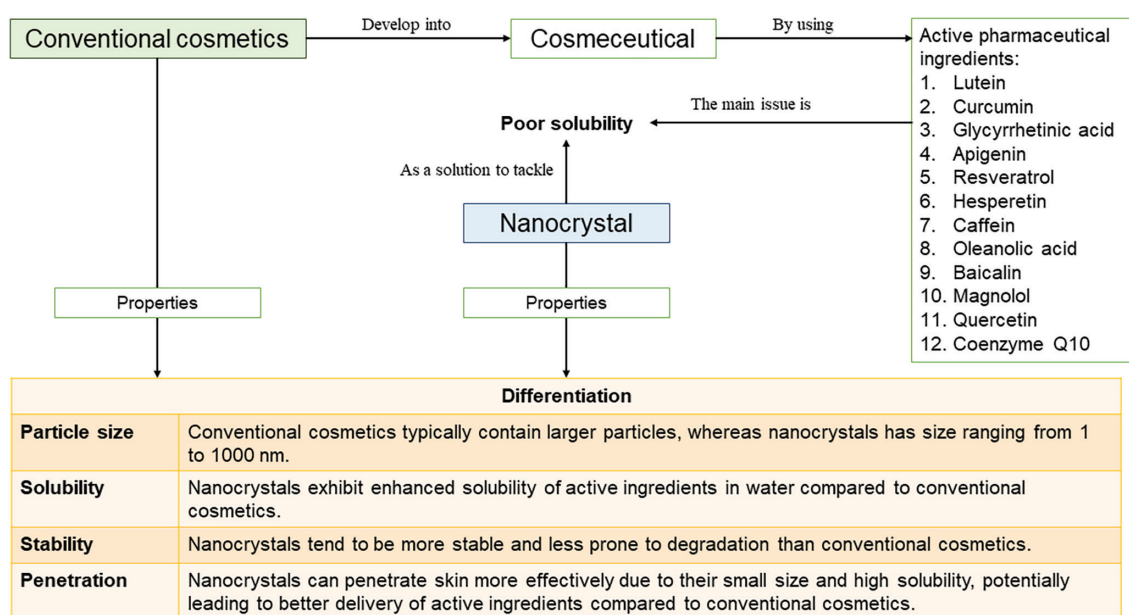 Conventional cosmetics
Develop into
Cosmeceutical
By using
Active pharmaceutical
ingredients:
1. Lutein
2. Curcumin
3. Glycyrrhetinic acid
4. Apigenin
5. Resveratrol
6. Hesperetin
7. Caffein
8. Oleanolic acid
9. Baicalin
10. Magnolol
11. Quercetin
12. Coenzyme Q10
The main issue is
Poor solubility
As a solution to tackle
Nanocrystal
Properties
Properties
Differentiation
Particle size
Conventional cosmetics typically contain larger particles, whereas nanocrystals has size ranging from 1
to 1000 nm.
Solubility
Nanocrystals exhibit enhanced solubility of active ingredients in water compared to conventional
cosmetics.
Stability
Nanocrystals tend to be more stable and less prone to degradation than conventional cosmetics.
Penetration
Nanocrystals can penetrate skin more effectively due to their small size and high solubility, potentially
leading to better delivery of active ingredients compared to conventional cosmetics.